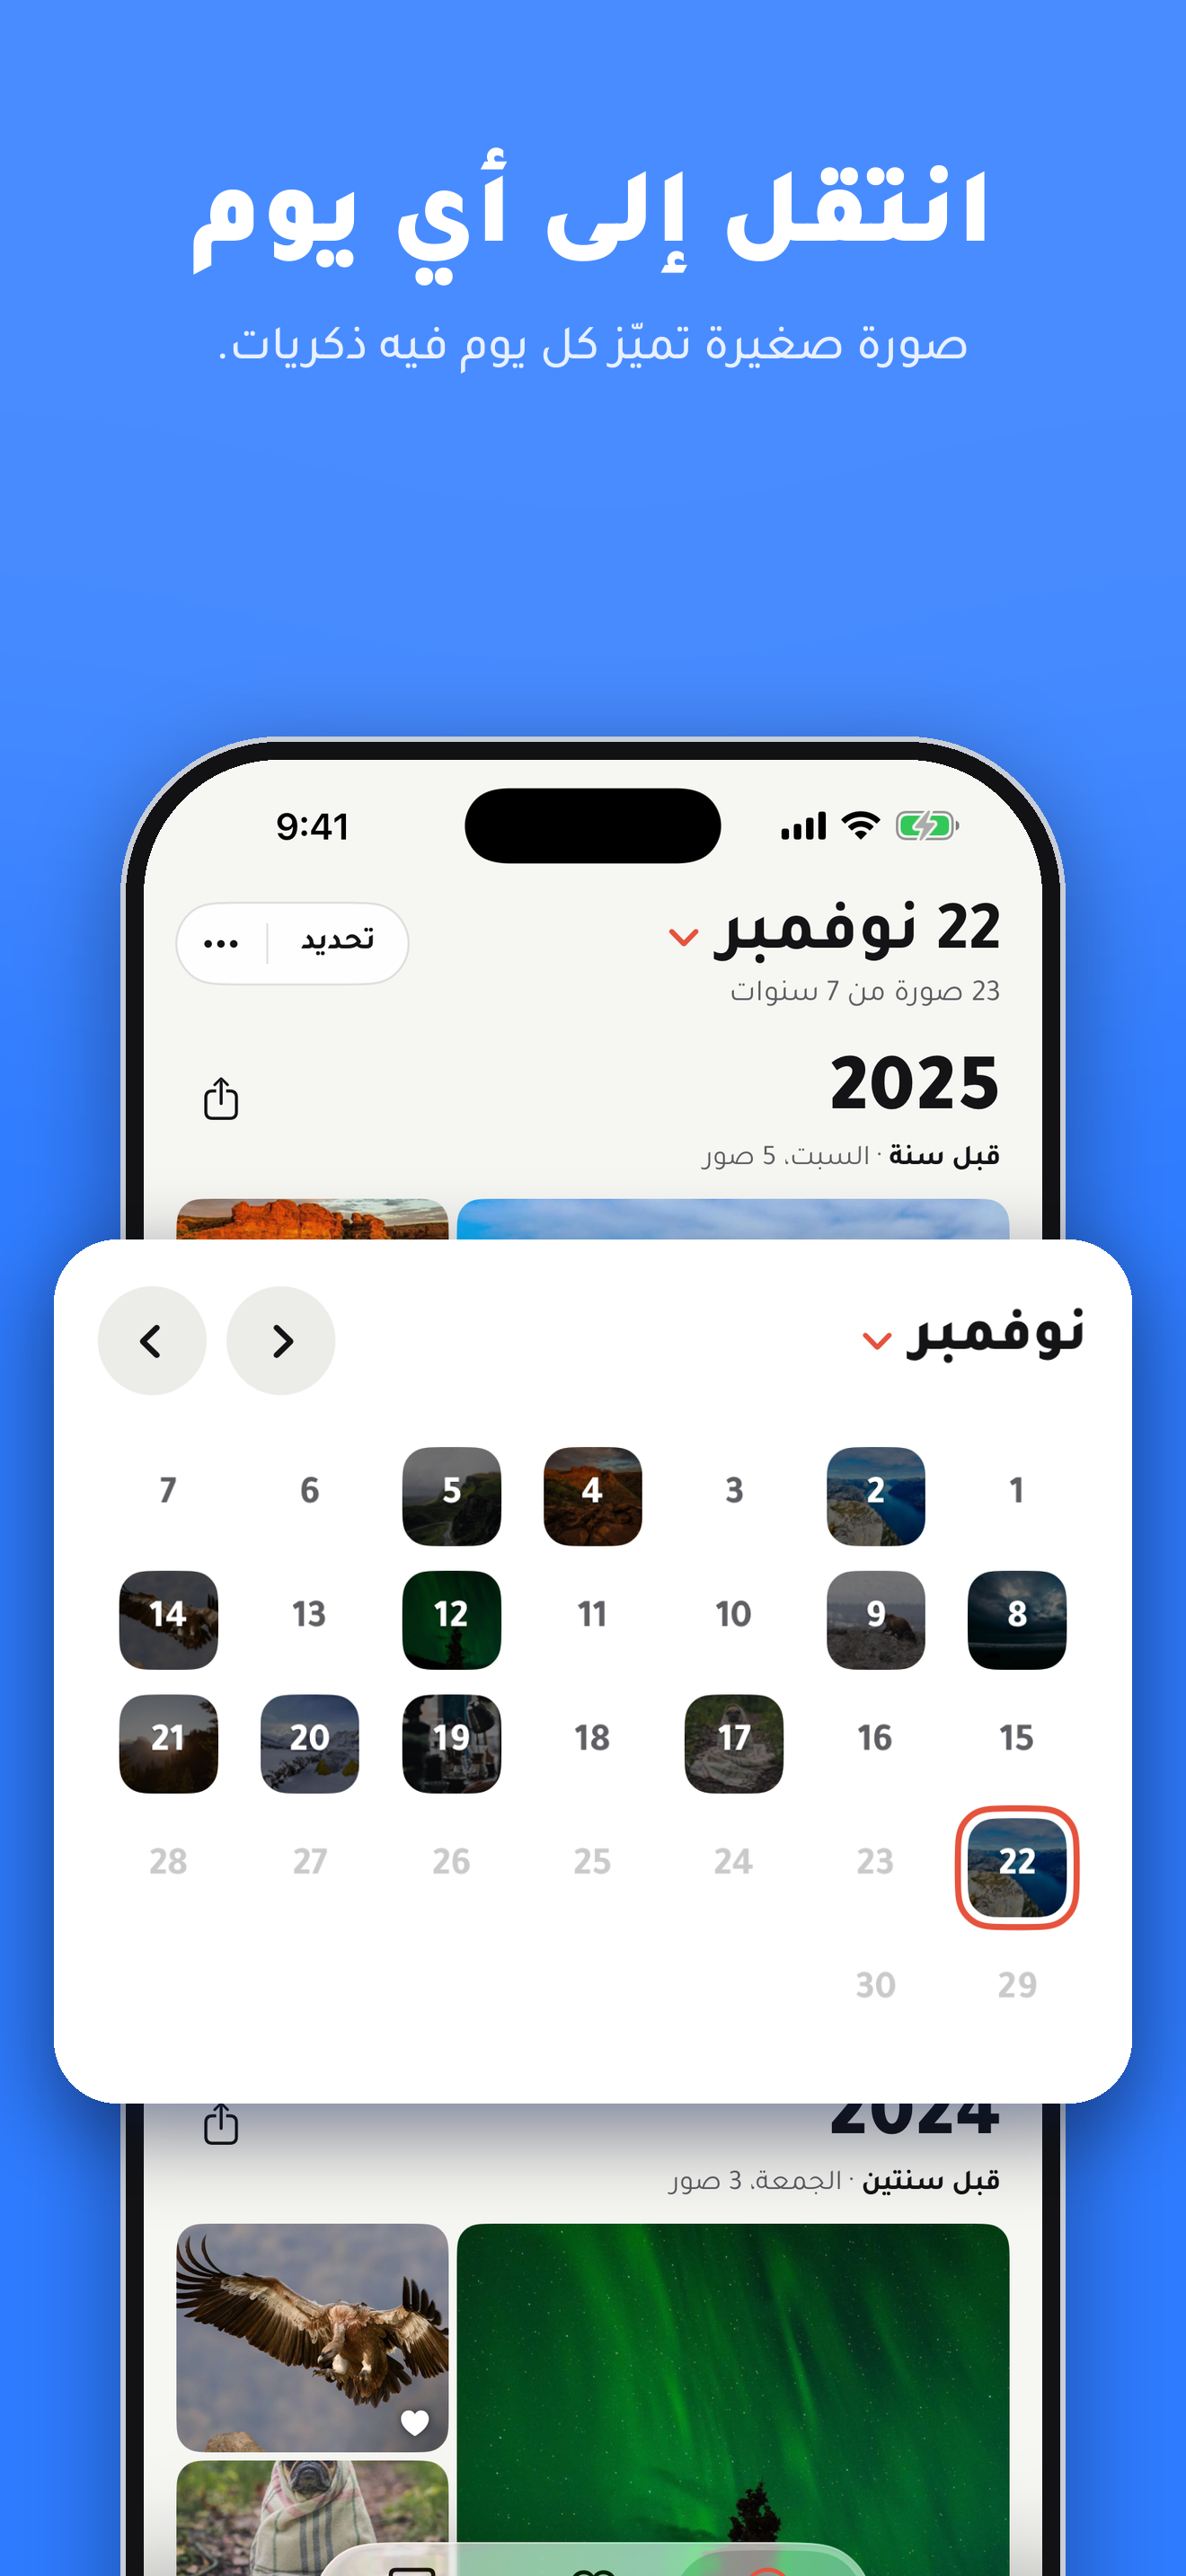 انتقل إلى أي يوم
صورة صغيرة تميّز كل يوم فيه ذكريات.
9:41
22 نوفمبر
تحديد
23 صورة من 7 سنوات
2025
قبل سنة · السبت، 5 صور
نوفمبر
1 2 3 4 5 6 7
8 9 10 11 12 13 14
15 16 17 18 19 20 21
22 23 24 25 26 27 28
29 30
2024
قبل سنتين · الجمعة، 3 صور